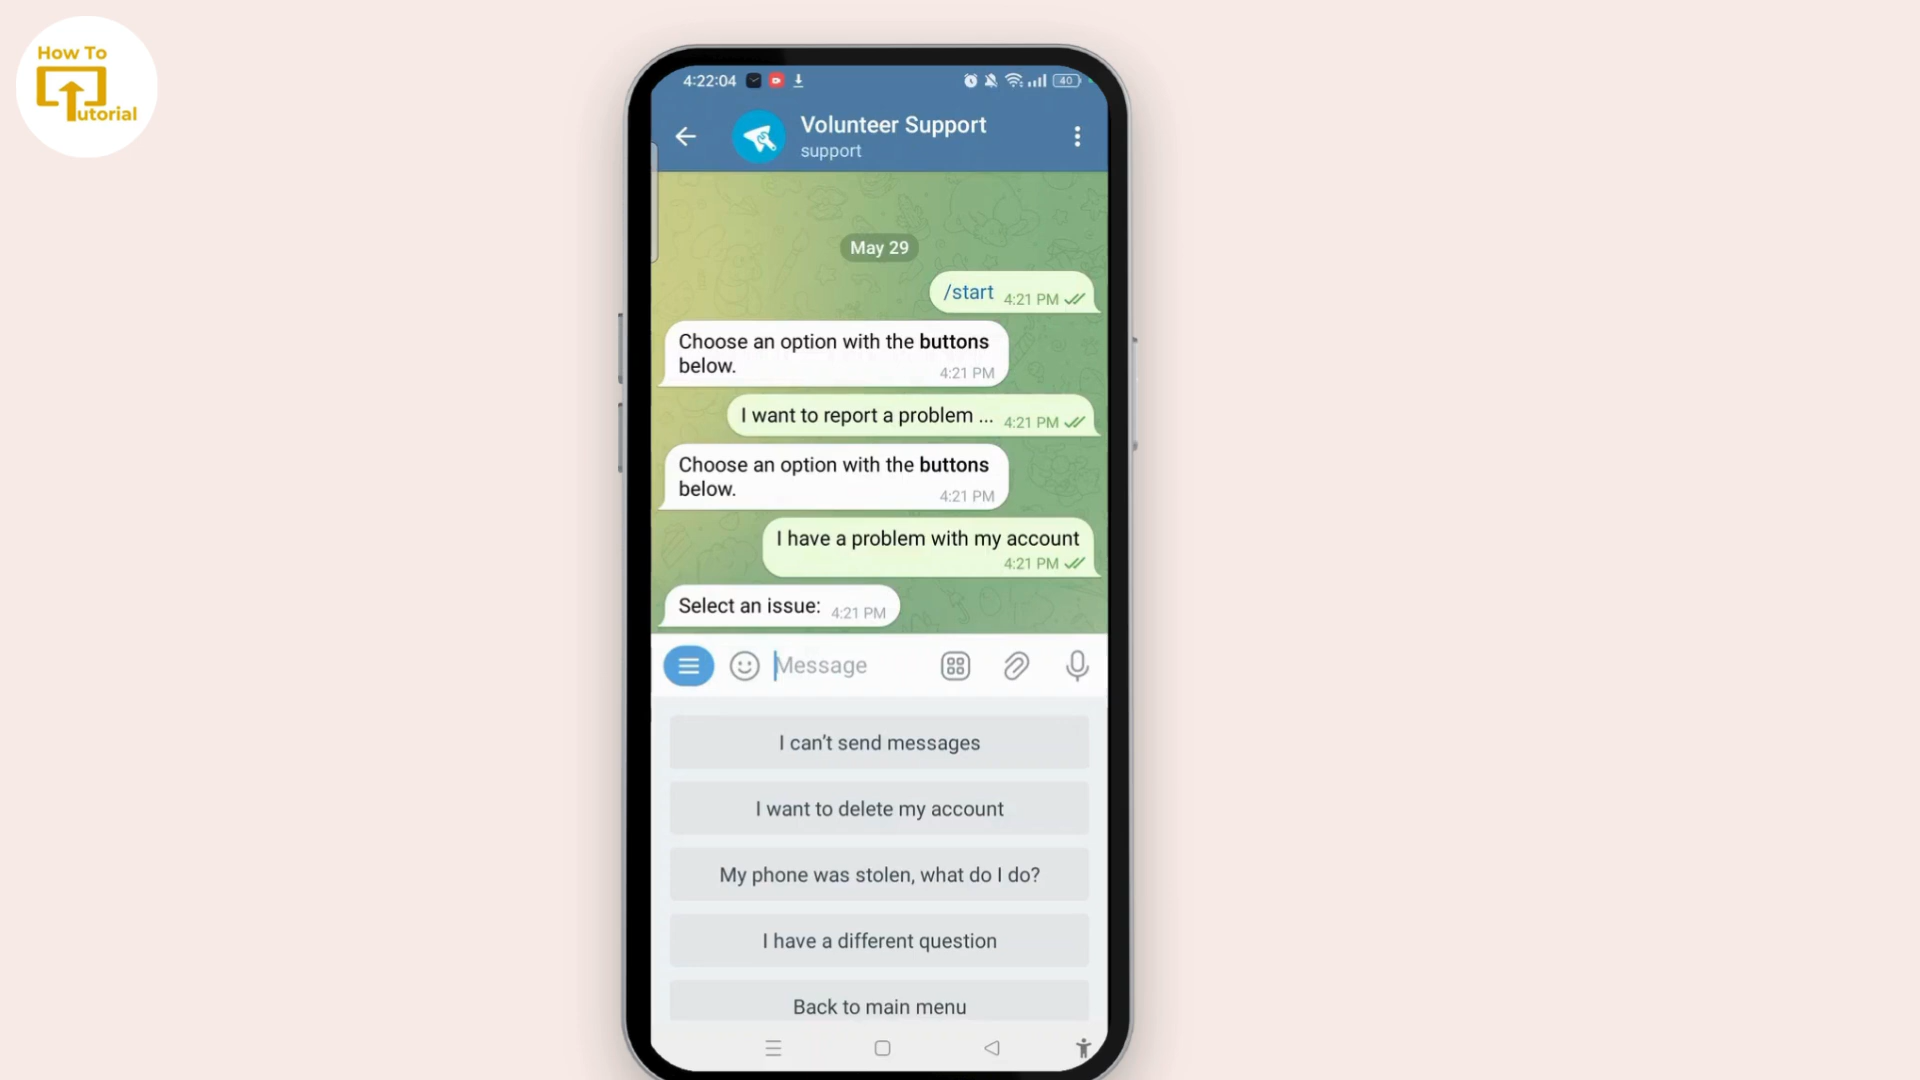 How To
Tutorial
4:22:04
40
Volunteer Support
support
May 29
/start 4:21 PM
Choose an option with the buttons
below. 4:21 PM
I want to report a problem ... 4:21 PM
Choose an option with the buttons
below. 4:21 PM
I have a problem with my account
4:21 PM
Select an issue: 4:21 PM
Message
I can’t send messages
I want to delete my account
My phone was stolen, what do I do?
I have a different question
Back to main menu